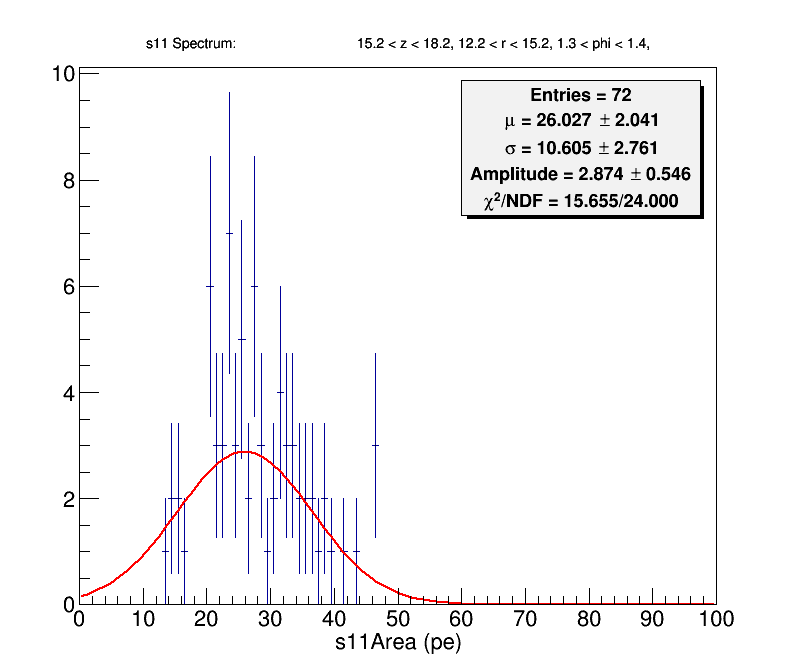 s11 Spectrum: 15.2 < z < 18.2, 12.2 < r < 15.2, 1.3 < phi < 1.4,
Entries = 72
μ = 26.027 ± 2.041
σ = 10.605 ± 2.761
Amplitude = 2.874 ± 0.546
χ²/NDF = 15.655/24.000
10
8
6
4
2
0
0 10 20 30 40 50 60 70 80 90 100
s11Area (pe)